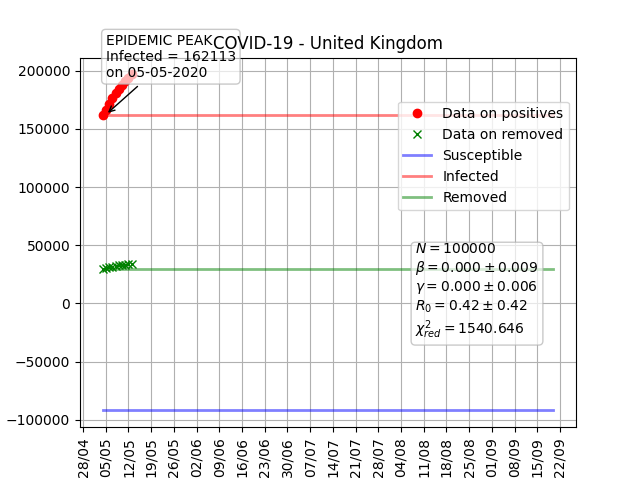 COVID-19 - United Kingdom
EPIDEMIC PEAK
Infected = 162113
on 05-05-2020
200000
150000
100000
50000
0
−50000
−100000
Data on positives
Data on removed
Susceptible
Infected
Removed
N = 100000
β = 0.000 ± 0.009
γ = 0.000 ± 0.006
R₀ = 0.42 ± 0.42
χ²_red = 1540.646
28/04
05/05
12/05
19/05
26/05
02/06
09/06
16/06
23/06
30/06
07/07
14/07
21/07
28/07
04/08
11/08
18/08
25/08
01/09
08/09
15/09
22/09